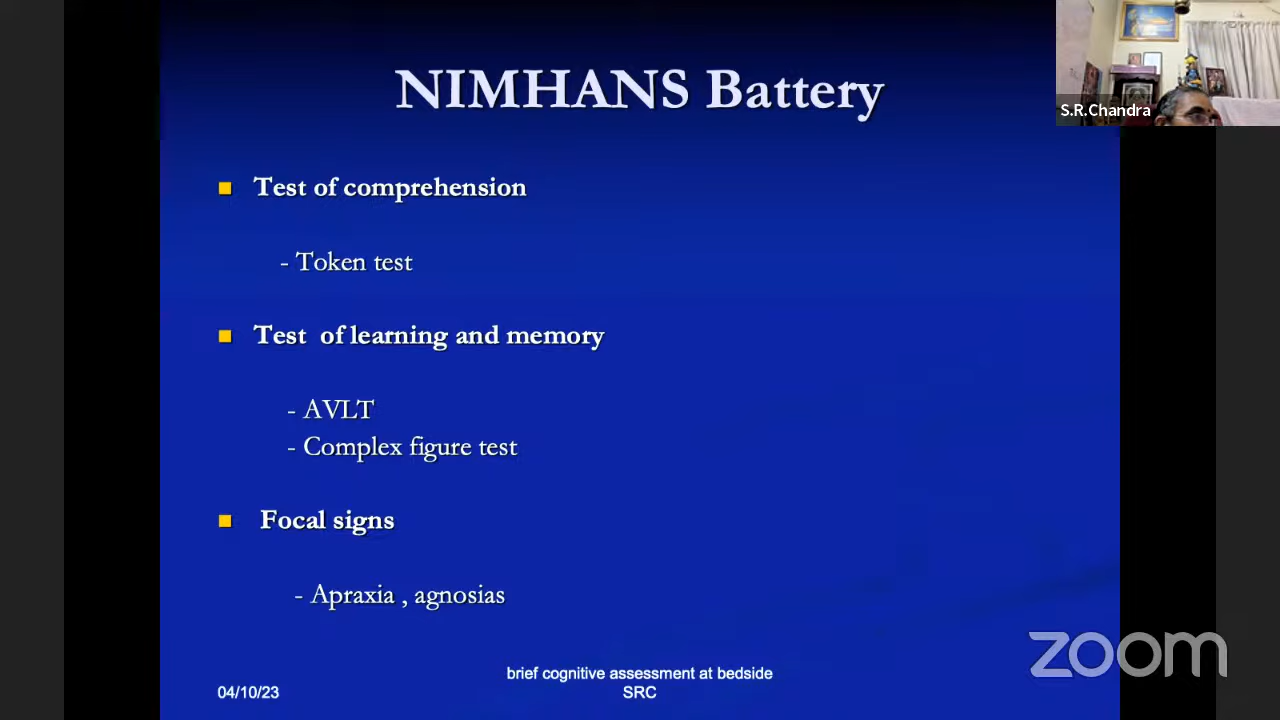 NIMHANS Battery
S.R.Chandra
Test of comprehension
- Token test
Test of learning and memory
- AVLT
- Complex figure test
Focal signs
- Apraxia , agnosias
brief cognitive assessment at bedside
04/10/23
SRC
zoom